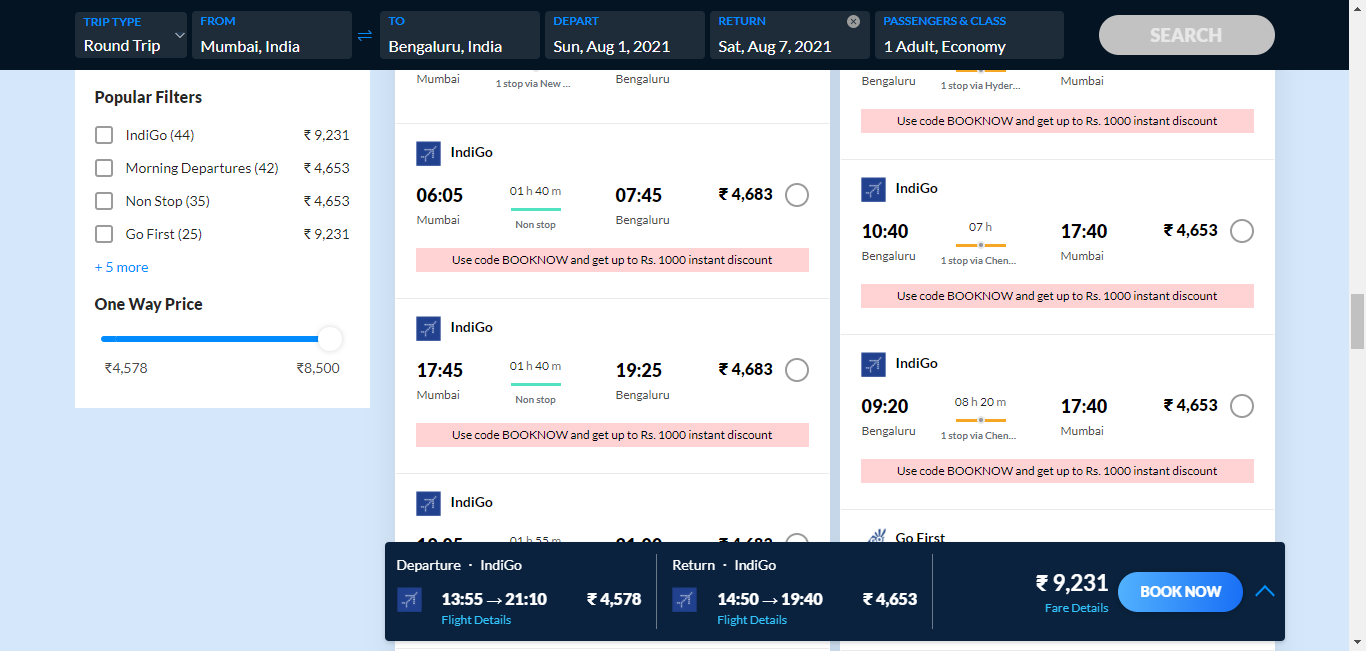 TRIP TYPE
Round Trip
FROM
Mumbai, India
TO
Bengaluru, India
DEPART
Sun, Aug 1, 2021
RETURN
Sat, Aug 7, 2021
PASSENGERS & CLASS
1 Adult, Economy
SEARCH
Popular Filters
IndiGo (44) ₹ 9,231
Morning Departures (42) ₹ 4,653
Non Stop (35) ₹ 4,653
Go First (25) ₹ 9,231
+ 5 more
One Way Price
₹4,578 ₹8,500
Mumbai 1 stop via New ... Bengaluru
IndiGo
06:05 01 h 40 m 07:45 ₹ 4,683
Mumbai Non stop Bengaluru
Use code BOOKNOW and get up to Rs. 1000 instant discount
IndiGo
17:45 01 h 40 m 19:25 ₹ 4,683
Mumbai Non stop Bengaluru
Use code BOOKNOW and get up to Rs. 1000 instant discount
IndiGo
01 h 55 m ₹ 4,683
Bengaluru 1 stop via Hyder... Mumbai
Use code BOOKNOW and get up to Rs. 1000 instant discount
IndiGo
10:40 07 h 17:40 ₹ 4,653
Bengaluru 1 stop via Chen... Mumbai
Use code BOOKNOW and get up to Rs. 1000 instant discount
IndiGo
09:20 08 h 20 m 17:40 ₹ 4,653
Bengaluru 1 stop via Chen... Mumbai
Use code BOOKNOW and get up to Rs. 1000 instant discount
Go First
Departure · IndiGo
13:55 → 21:10 ₹ 4,578
Flight Details
Return · IndiGo
14:50 → 19:40 ₹ 4,653
Flight Details
₹ 9,231
Fare Details
BOOK NOW